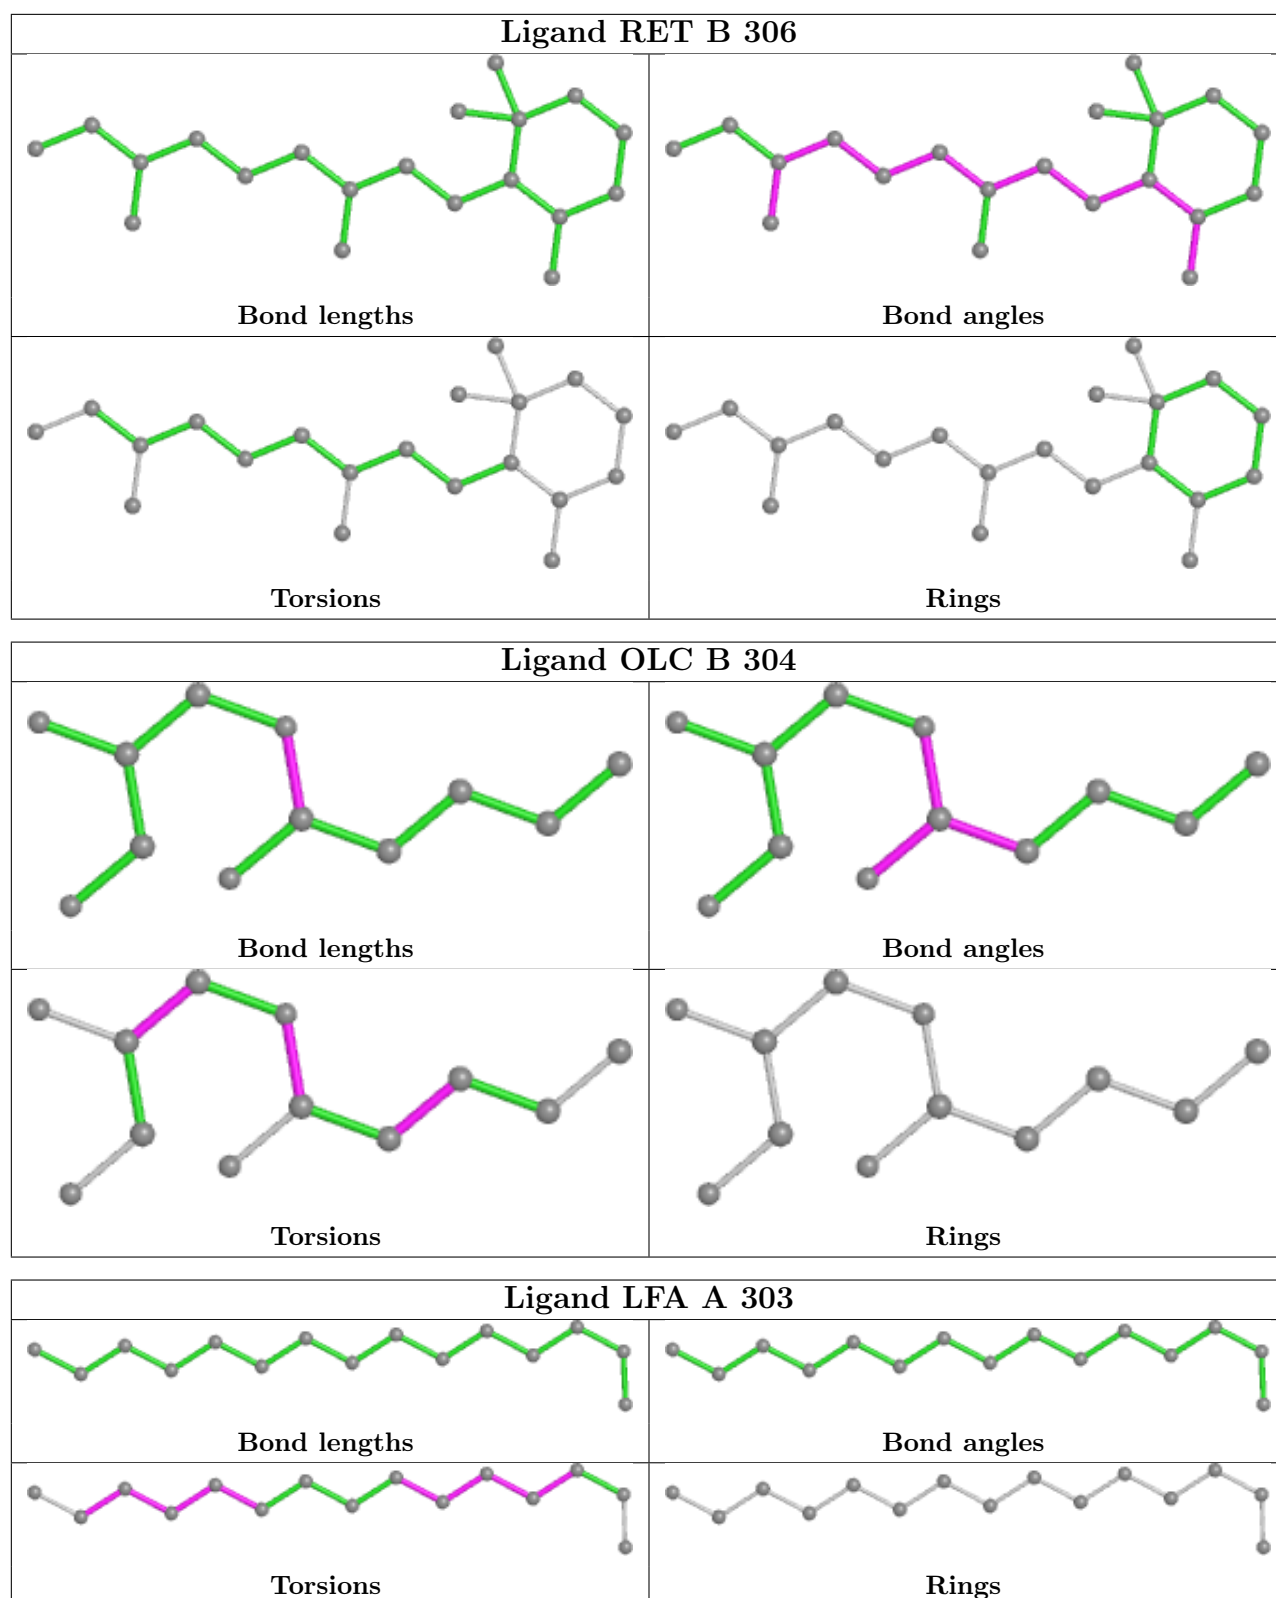 Ligand RET B 306
Bond lengths
Bond angles
Torsions
Rings
Ligand OLC B 304
Bond lengths
Bond angles
Torsions
Rings
Ligand LFA A 303
Bond lengths
Bond angles
Torsions
Rings